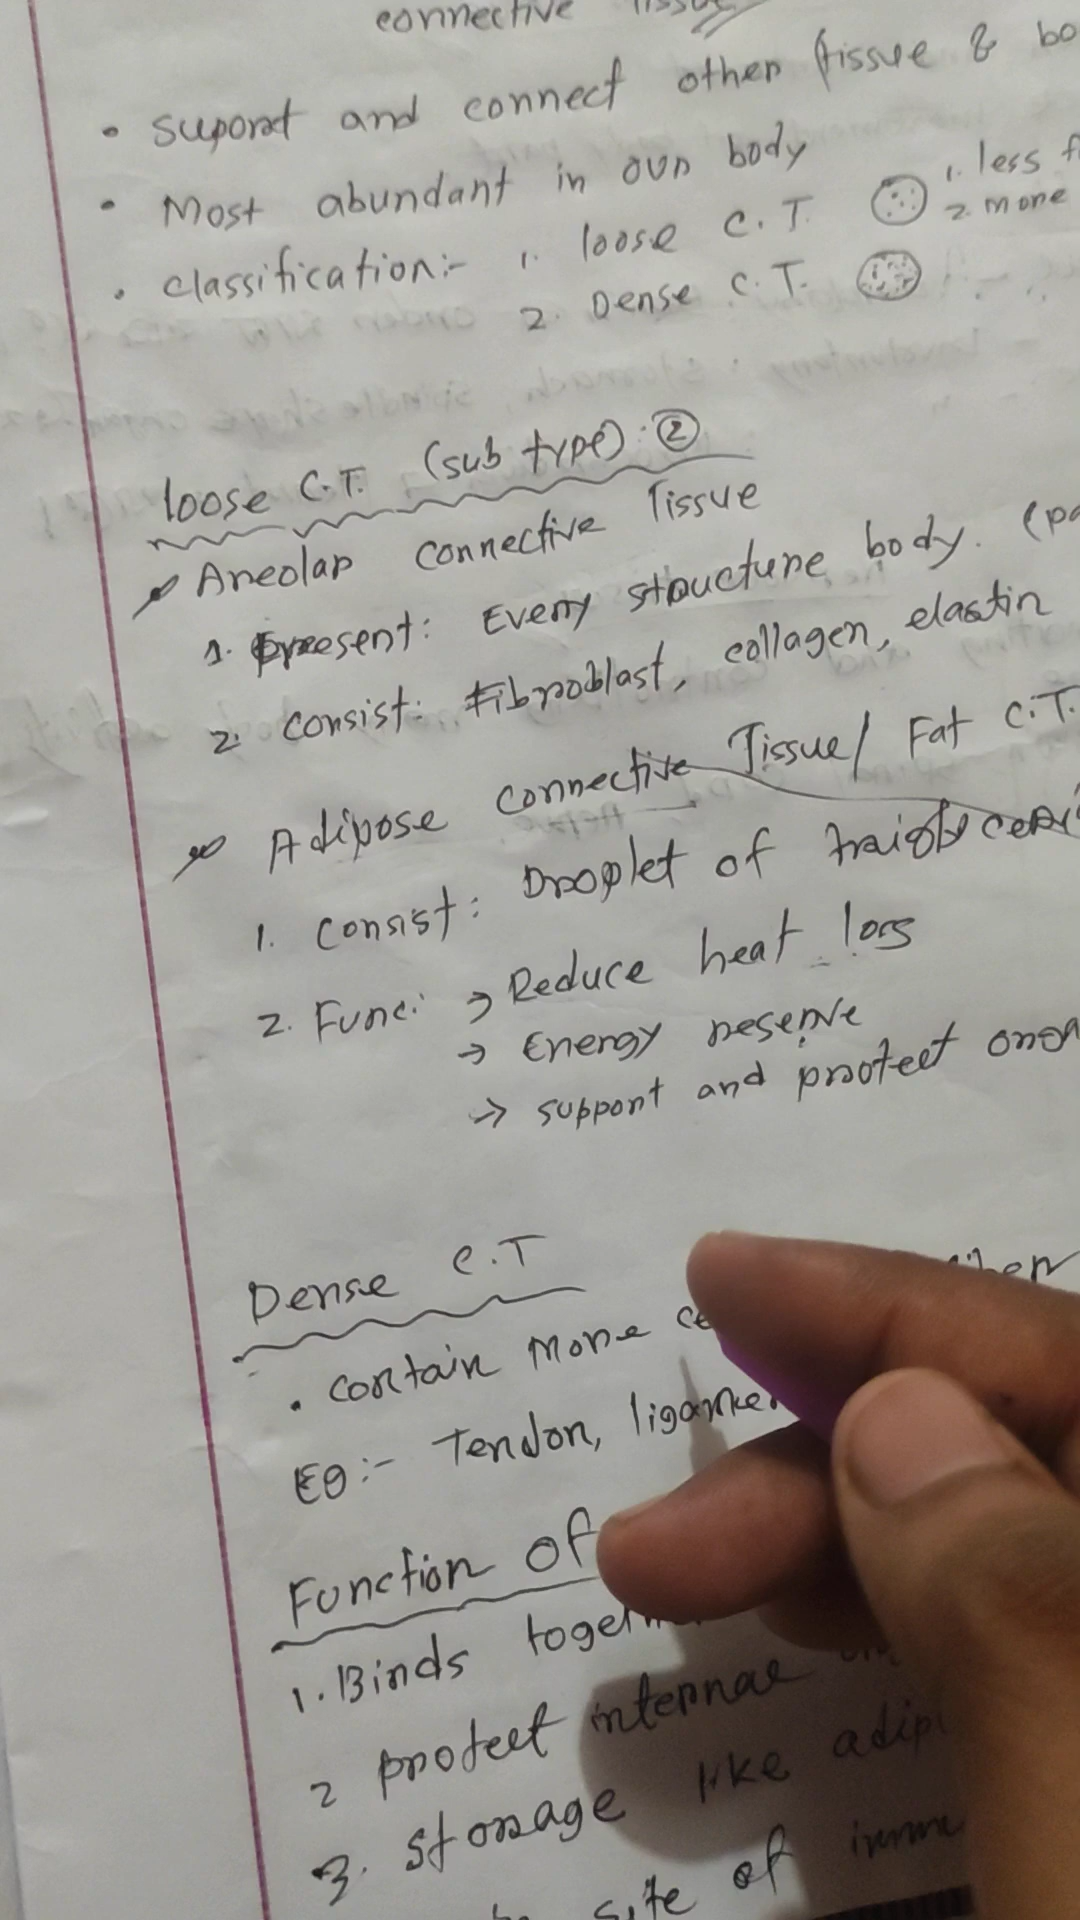 connective Tissue
• suport and connect other tissue & bo
• Most abundant in our body
• classification:- 1. loose C.T. 1. less f
2. more
2. Dense C.T.
loose C.T. (sub type): 2
Areolar connective Tissue
1. Present: Every structure body. (pa
2. consist: Fibroblast, collagen, elastin
Adipose connective Tissue/ Fat C.T.
1. consist: Droplet of
2. Func: → Reduce heat loss
→ Energy reserve
→ support and protect
Dense C.T
• contain more
EG:- Tendon,
Function of
1. Binds
2 protect internal
3. storage like
site of